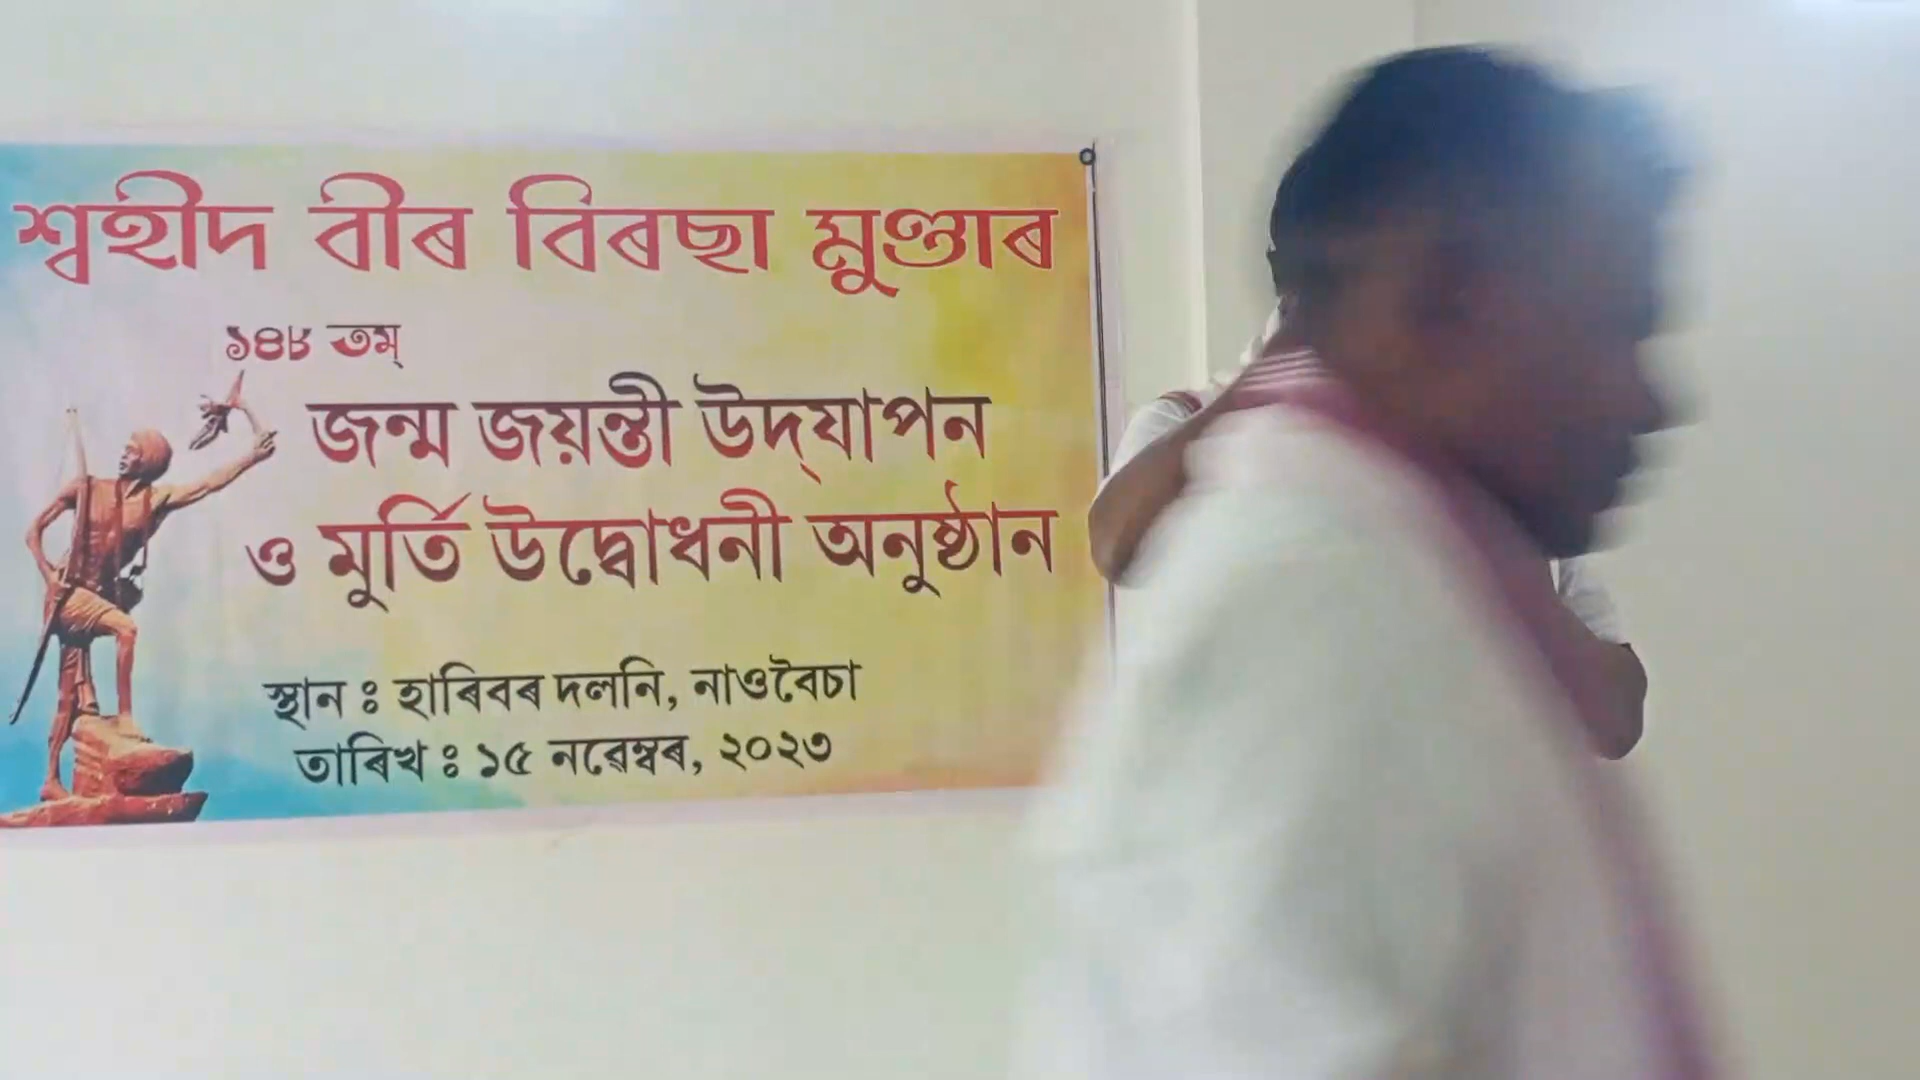 শ্বহীদ বীৰ বিৰছা মুণ্ডাৰ
১৪৮ তম্
জন্ম জয়ন্তী উদ্‌যাপন
ও মুৰ্তি উদ্বোধনী অনুষ্ঠান
স্থান ঃ হাৰিবৰ দলনি, নাওবৈচা
তাৰিখ ঃ ১৫ নৱেম্বৰ, ২০২৩